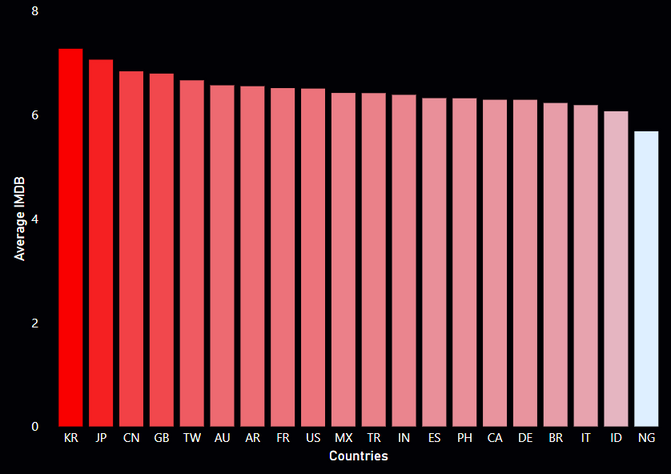 8
6
4
2
0
Average IMDB
KR JP CN GB TW AU AR FR US MX TR IN ES PH CA DE BR IT ID NG
Countries